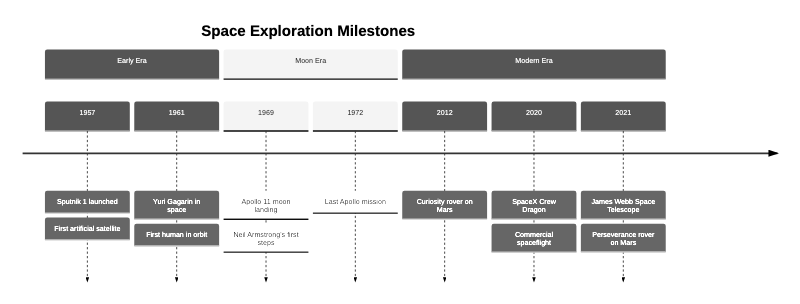 Space Exploration Milestones
Early Era
Moon Era
Modern Era
1957
1961
1969
1972
2012
2020
2021
Sputnik 1 launched
First artificial satellite
Yuri Gagarin in
space
First human in orbit
Apollo 11 moon
landing
Neil Armstrong's first
steps
Last Apollo mission
Curiosity rover on
Mars
SpaceX Crew
Dragon
Commercial
spaceflight
James Webb Space
Telescope
Perseverance rover
on Mars